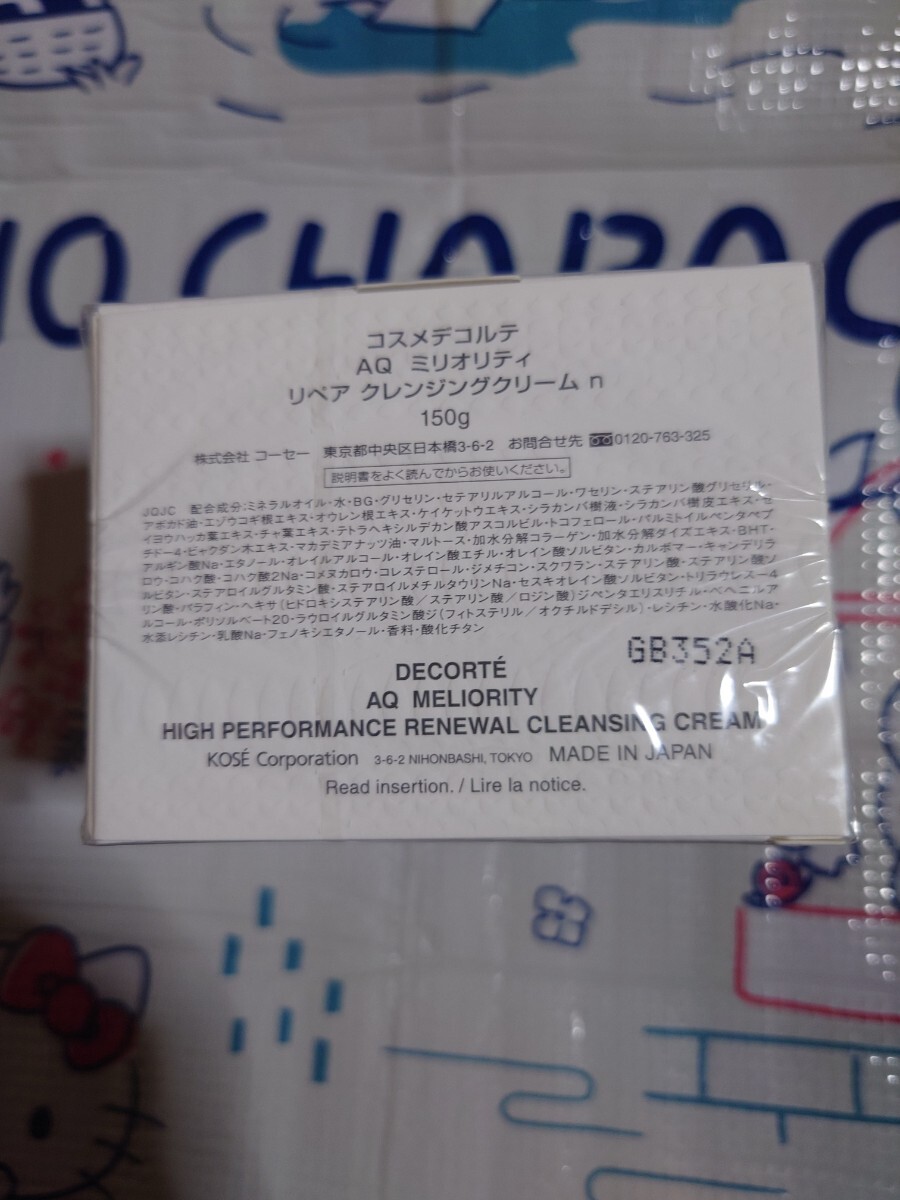 HO CHARAC
コスメデコルテ
AQ ミリオリティ
リペア クレンジングクリーム n
150g
株式会社 コーセー 東京都中央区日本橋3-6-2 お問合せ先 0120-763-325
説明書をよく読んでからお使いください。
JQJC 配合成分:ミネラルオイル・水・BG・グリセリン・セテアリルアルコール・ワセリン・ステアリン酸グリセリル・
アボカド油・エゾウコギ根エキス・オウレン根エキス・ケイケットウエキス・シラカンバ樹液・シラカンバ樹皮エキス・セ
イヨウハッカ葉エキス・チャ葉エキス・テトラヘキシルデカン酸アスコルビル・トコフェロール・パルミトイルペンタペプ
チド-4・ビャクダン木エキス・マカデミアナッツ油・マルトース・加水分解コラーゲン・加水分解ダイズエキス・BHT・
アルギン酸Na・エタノール・オレイルアルコール・オレイン酸エチル・オレイン酸ソルビタン・カルボマー・キャンデリラ
ロウ・コハク酸・コハク酸2Na・コメヌカロウ・コレステロール・ジメチコン・スクワラン・ステアリン酸・ステアリン酸ソ
ルビタン・ステアロイルグルタミン酸・ステアロイルメチルタウリンNa・セスキオレイン酸ソルビタン・トリラウレス-4
リン酸・パラフィン・ヘキサ(ヒドロキシステアリン酸/ステアリン酸/ロジン酸)ジペンタエリスリチル・ベヘニルア
ルコール・ポリソルベート20・ラウロイルグルタミン酸ジ(フィトステリル/オクチルドデシル)・レシチン・水酸化Na・
水添レシチン・乳酸Na・フェノキシエタノール・香料・酸化チタン
GB352A
DECORTÉ
AQ MELIORITY
HIGH PERFORMANCE RENEWAL CLEANSING CREAM
KOSÉ Corporation 3-6-2 NIHONBASHI, TOKYO MADE IN JAPAN
Read insertion. / Lire la notice.